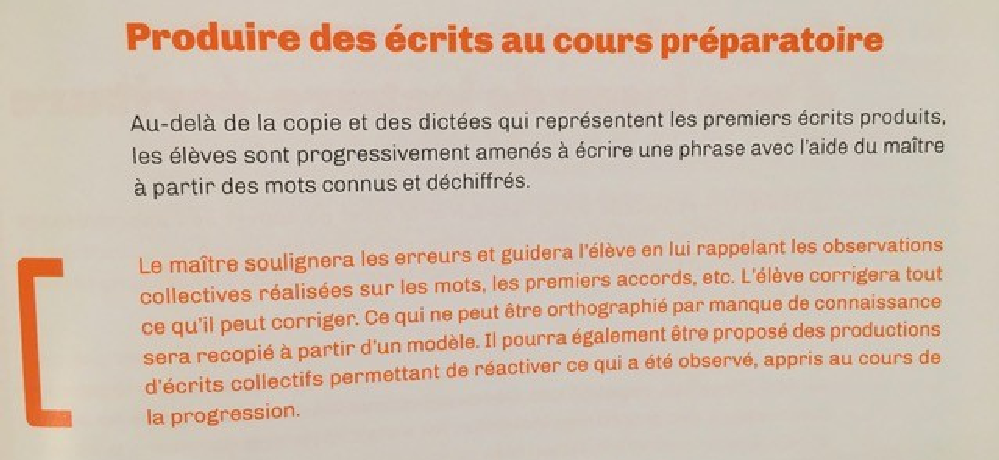 Produire des écrits au cours préparatoire
Au-delà de la copie et des dictées qui représentent les premiers écrits produits,
les élèves sont progressivement amenés à écrire une phrase avec l'aide du maître
à partir des mots connus et déchiffrés.
Le maître soulignera les erreurs et guidera l'élève en lui rappelant les observations
collectives réalisées sur les mots, les premiers accords, etc. L'élève corrigera tout
ce qu'il peut corriger. Ce qui ne peut être orthographié par manque de connaissance
sera recopié à partir d'un modèle. Il pourra également être proposé des productions
d'écrits collectifs permettant de réactiver ce qui a été observé, appris au cours de
la progression.